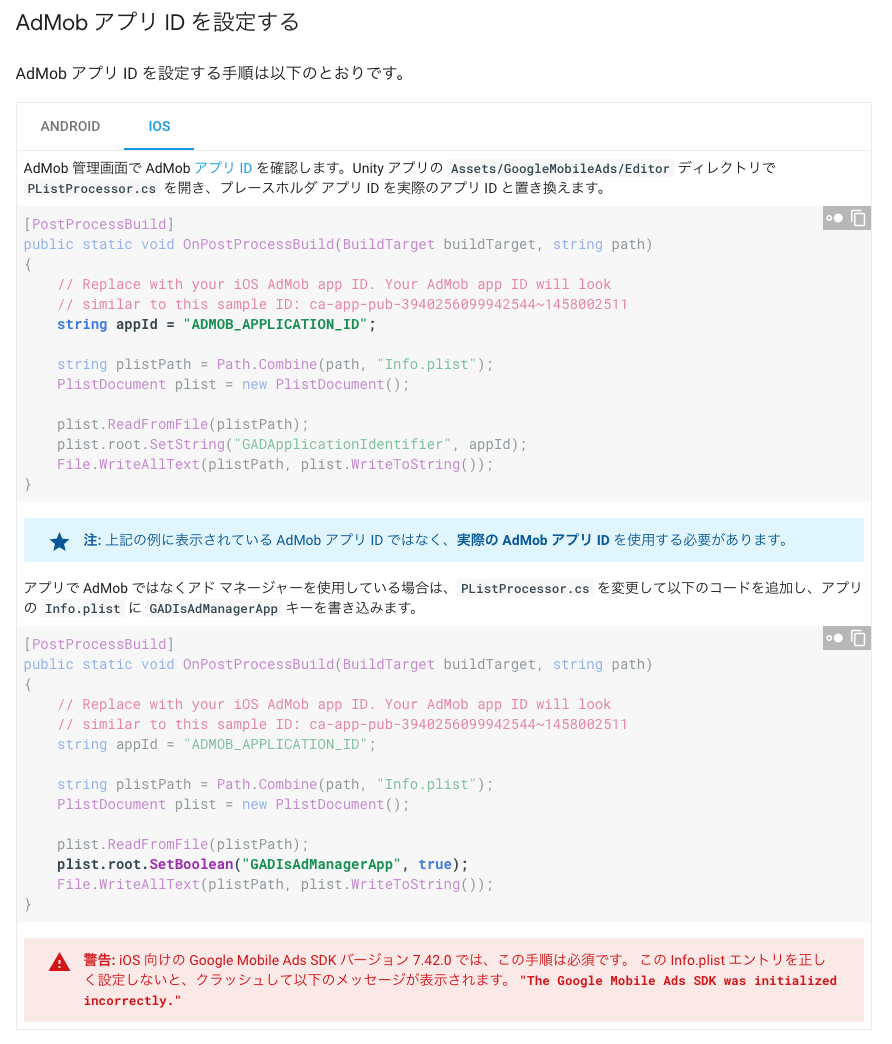 AdMob アプリ ID を設定する
AdMob アプリ ID を設定する手順は以下のとおりです。
ANDROID IOS
AdMob 管理画面で AdMob アプリ ID を確認します。Unity アプリの Assets/GoogleMobileAds/Editor ディレクトリで
PListProcessor.cs を開き、プレースホルダ アプリ ID を実際のアプリ ID と置き換えます。
[PostProcessBuild]
public static void OnPostProcessBuild(BuildTarget buildTarget, string path)
{
    // Replace with your iOS AdMob app ID. Your AdMob app ID will look
    // similar to this sample ID: ca-app-pub-3940256099942544~1458002511
    string appId = "ADMOB_APPLICATION_ID";
    string plistPath = Path.Combine(path, "Info.plist");
    PlistDocument plist = new PlistDocument();
    plist.ReadFromFile(plistPath);
    plist.root.SetString("GADApplicationIdentifier", appId);
    File.WriteAllText(plistPath, plist.WriteToString());
}
注: 上記の例に表示されている AdMob アプリ ID ではなく、実際の AdMob アプリ ID を使用する必要があります。
アプリで AdMob ではなくアド マネージャーを使用している場合は、 PListProcessor.cs を変更して以下のコードを追加し、アプリ
の Info.plist に GADIsAdManagerApp キーを書き込みます。
[PostProcessBuild]
public static void OnPostProcessBuild(BuildTarget buildTarget, string path)
{
    // Replace with your iOS AdMob app ID. Your AdMob app ID will look
    // similar to this sample ID: ca-app-pub-3940256099942544~1458002511
    string appId = "ADMOB_APPLICATION_ID";
    string plistPath = Path.Combine(path, "Info.plist");
    PlistDocument plist = new PlistDocument();
    plist.ReadFromFile(plistPath);
    plist.root.SetBoolean("GADIsAdManagerApp", true);
    File.WriteAllText(plistPath, plist.WriteToString());
}
警告: iOS 向けの Google Mobile Ads SDK バージョン 7.42.0 では、この手順は必須です。 この Info.plist エントリを正し
く設定しないと、クラッシュして以下のメッセージが表示されます。 "The Google Mobile Ads SDK was initialized
incorrectly."